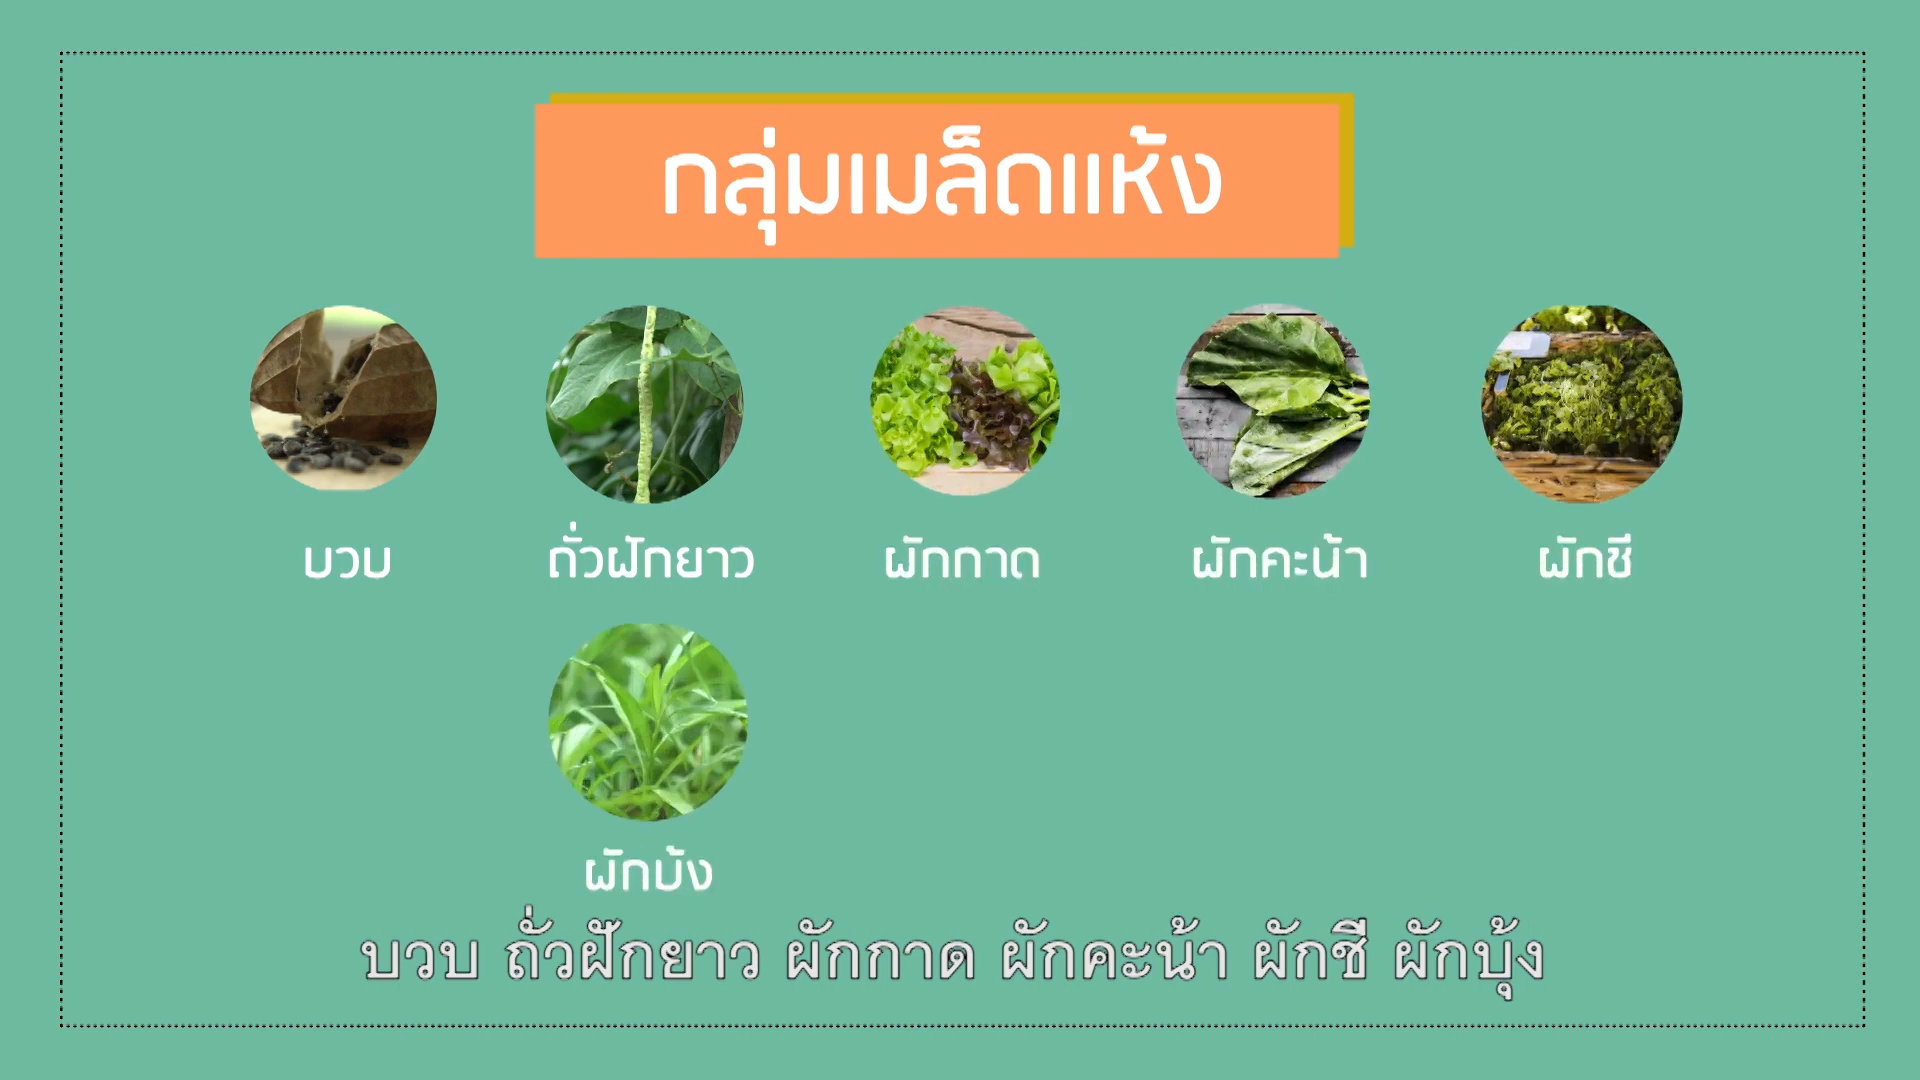 กลุ่มเมล็ดแห้ง
บวบ ถั่วฝักยาว ผักกาด ผักคะน้า ผักชี
ผักบ้ง
บวบ ถั่วฝักยาว ผักกาด ผักคะน้า ผักชี ผักบุ้ง